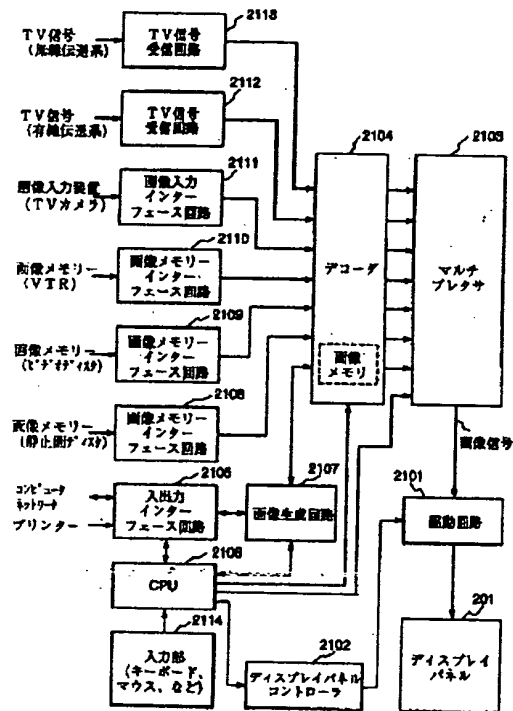 2113
TV信号
(無線伝送系)
TV信号
受信回路
2112
TV信号
(有線伝送系)
TV信号
受信回路
2104
2103
2111
画像入力装置
(TVカメラ)
画像入力
インター
フェース回路
2110
画像メモリー
(VTR)
画像メモリー
インター
フェース回路
デコーダ
マルチ
プレクサ
2109
画像メモリー
(ビデオディスク)
画像メモリー
インター
フェース回路
画像
メモリ
2108
画像メモリー
(静止画ディスク)
画像メモリー
インター
フェース回路
画像信号
2105
2107
2101
コンピュータ
ネットワーク
プリンター
入出力
インター
フェース回路
画像生成回路
駆動回路
2106
CPU
201
2114
2102
入力部
(キーボード、
マウス、など)
ディスプレイパネル
コントローラ
ディスプレイ
パネル